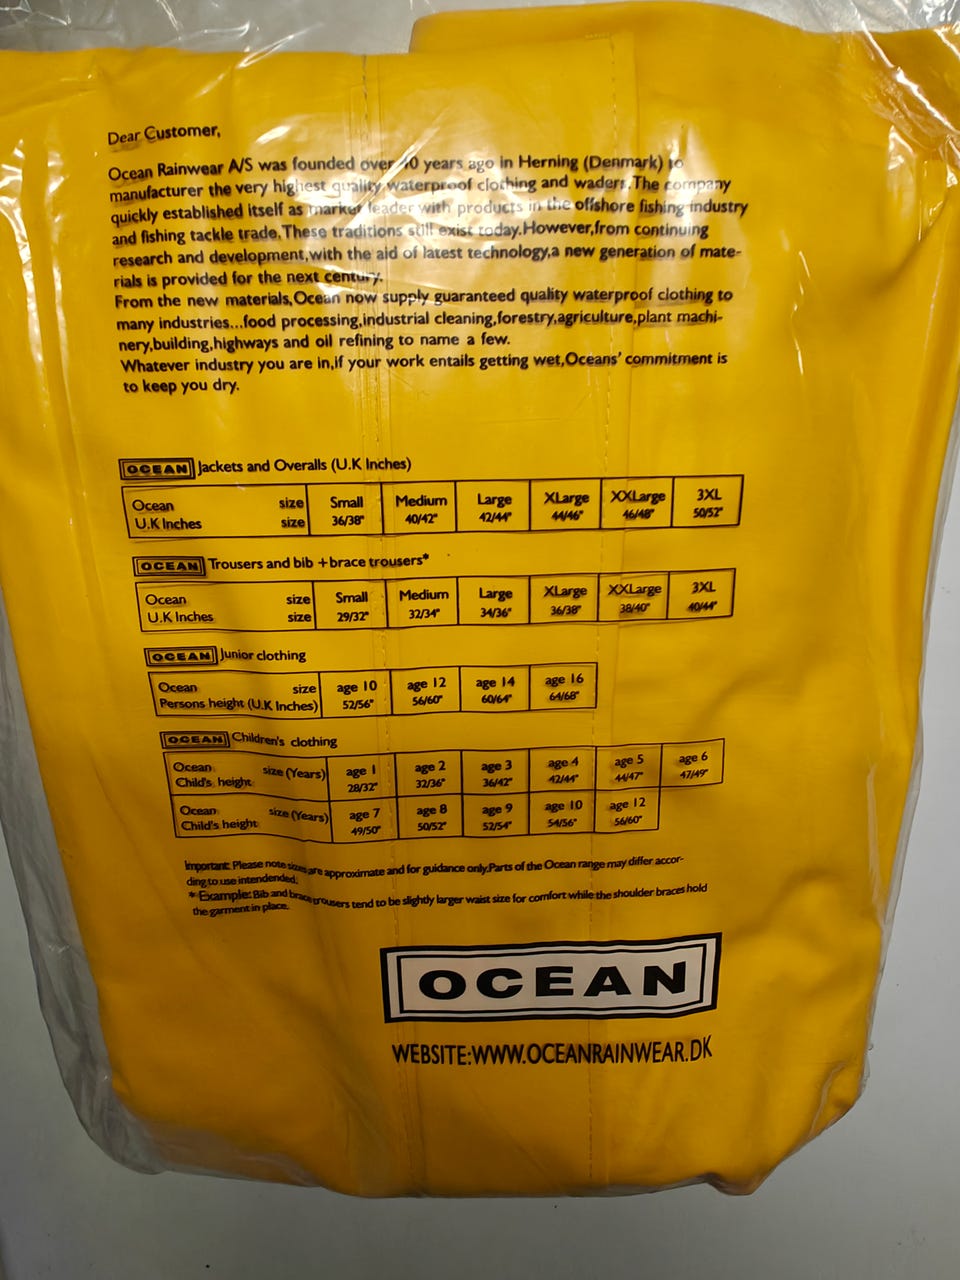 Dear Customer,
Ocean Rainwear A/S was founded over 40 years ago in Herning (Denmark) to
manufacturer the very highest quality waterproof clothing and waders.The company
quickly established itself as market leader with products in the offshore fishing industry
and fishing tackle trade.These traditions still exist today.However,from continuing
research and development,with the aid of latest technology,a new generation of mate-
rials is provided for the next century.
From the new materials,Ocean now supply guaranteed quality waterproof clothing to
many industries...food processing,industrial cleaning,forestry,agriculture,plant machi-
nery,building,highways and oil refining to name a few.
Whatever industry you are in,if your work entails getting wet,Oceans' commitment is
to keep you dry.
OCEAN Jackets and Overalls (U.K Inches)
Ocean size Small Medium Large XLarge XXLarge 3XL
U.K Inches size 36/38" 40/42" 42/44" 44/46" 46/48" 50/52"
OCEAN Trousers and bib + brace trousers*
Ocean size Small Medium Large XLarge XXLarge 3XL
U.K Inches size 29/32" 32/34" 34/36" 36/38" 38/40" 40/44"
OCEAN Junior clothing
Ocean size age 10 age 12 age 14 age 16
Persons height (U.K Inches) 52/56" 56/60" 60/64" 64/68"
OCEAN Children's clothing
Ocean size (Years) age 1 age 2 age 3 age 4 age 5 age 6
Child's height 28/32" 32/36" 36/42" 42/44" 44/47" 47/49"
Ocean size (Years) age 7 age 8 age 9 age 10 age 12
Child's height 49/50" 50/52" 52/54" 54/56" 56/60"
Important: Please note sizes are approximate and for guidance only.Parts of the Ocean range may differ accor-
ding to use intendended.
* Example: Bib and brace trousers tend to be slightly larger waist size for comfort while the shoulder braces hold
the garment in place.
OCEAN
WEBSITE:WWW.OCEANRAINWEAR.DK